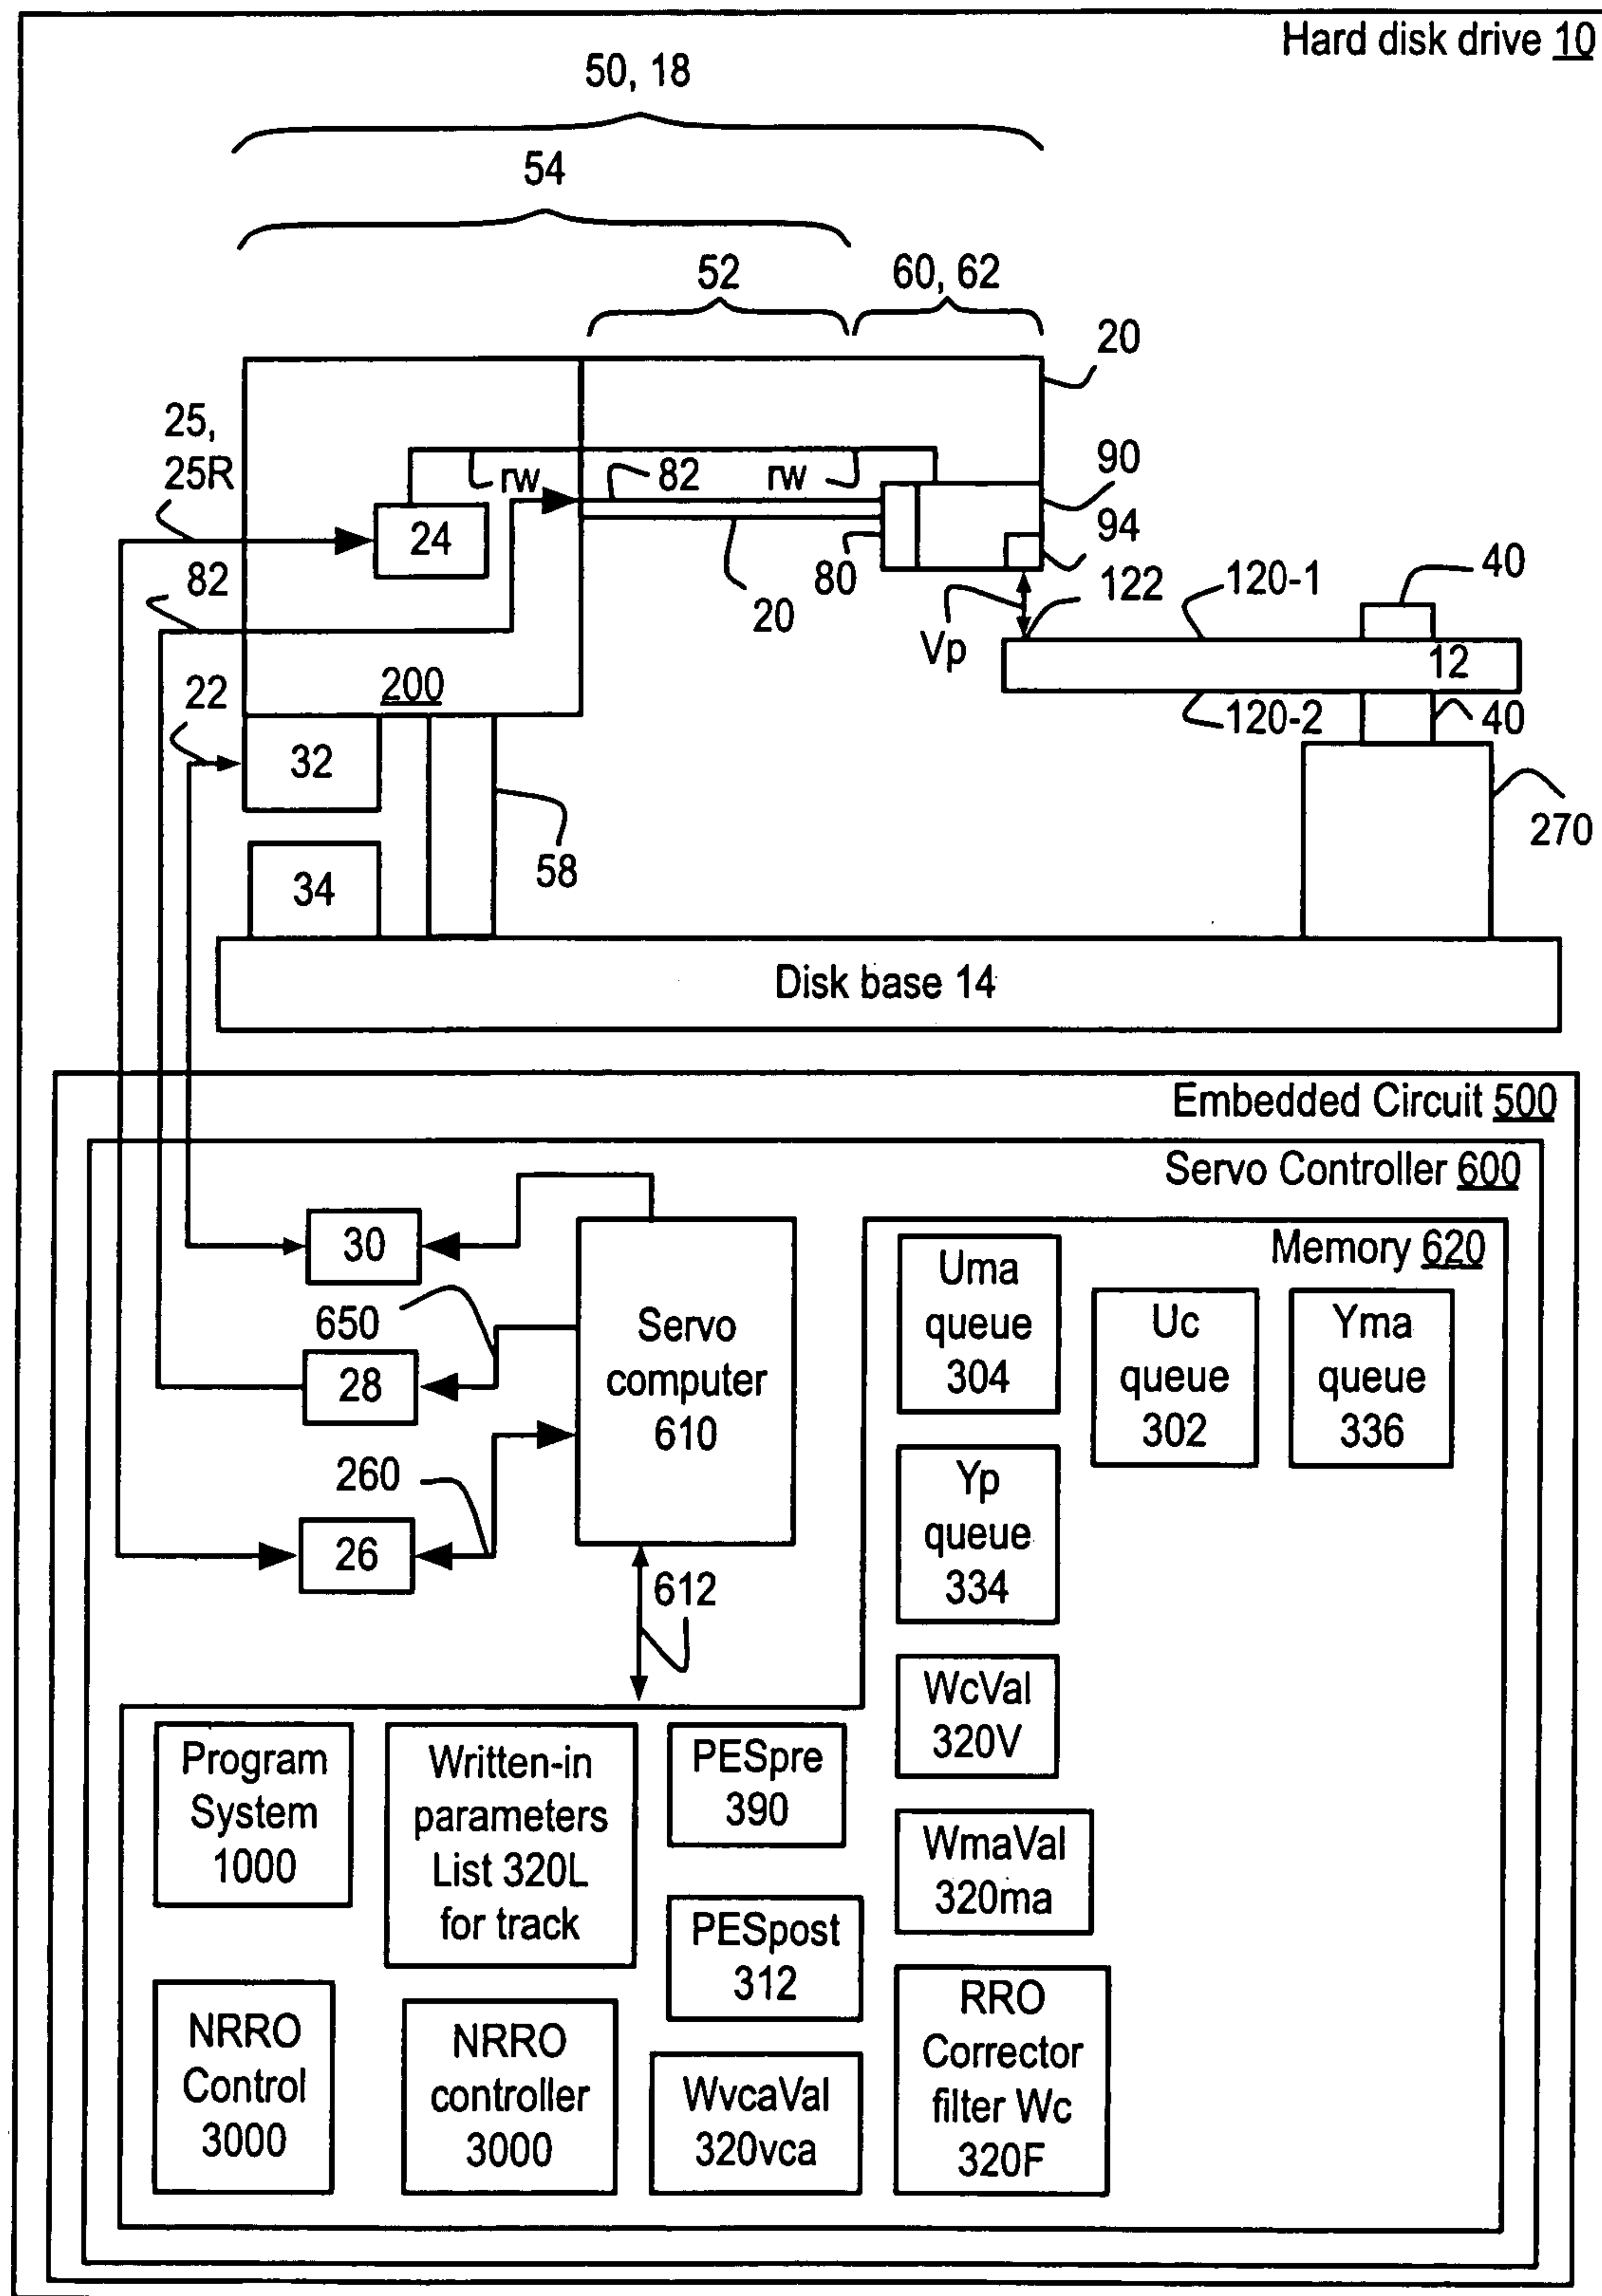 Hard disk drive 10
50, 18
54
52
60, 62
20
25,
25R
rw
82
rw
90
24
94
80
122
120-1
40
82
20
Vp
12
22
200
120-2
40
32
270
58
34
Disk base 14
Embedded Circuit 500
Servo Controller 600
30
Memory 620
Uma
queue
304
Uc
queue
302
Yma
queue
336
650
Servo
computer
610
28
260
Yp
queue
334
26
612
WcVal
320V
Program
System
1000
Written-in
parameters
List 320L
for track
PESpre
390
WmaVal
320ma
PESpost
312
NRRO
Control
3000
NRRO
controller
3000
WvcaVal
320vca
RRO
Corrector
filter Wc
320F